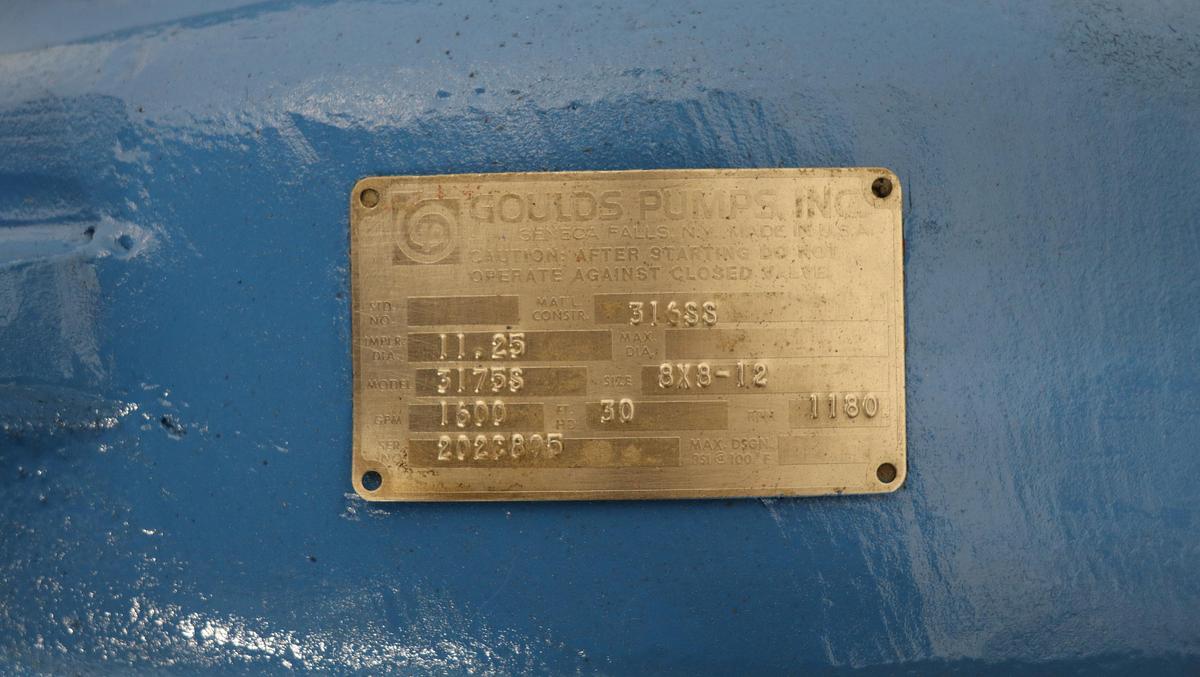 GOULDS PUMPS, INC.
SENECA FALLS, N.Y. MADE IN U.S.A.
CAUTION: AFTER STARTING DO NOT
OPERATE AGAINST CLOSED VALVE
MAT'L. CONSTR. 316SS
IMPLR. DIA. 11.25 MAX. DIA.
MODEL 3175S SIZE 8X8-12
GPM 1600 FT. HD. 30 1180
SER. NO. MAX. DSGN. PSI @ 100°F